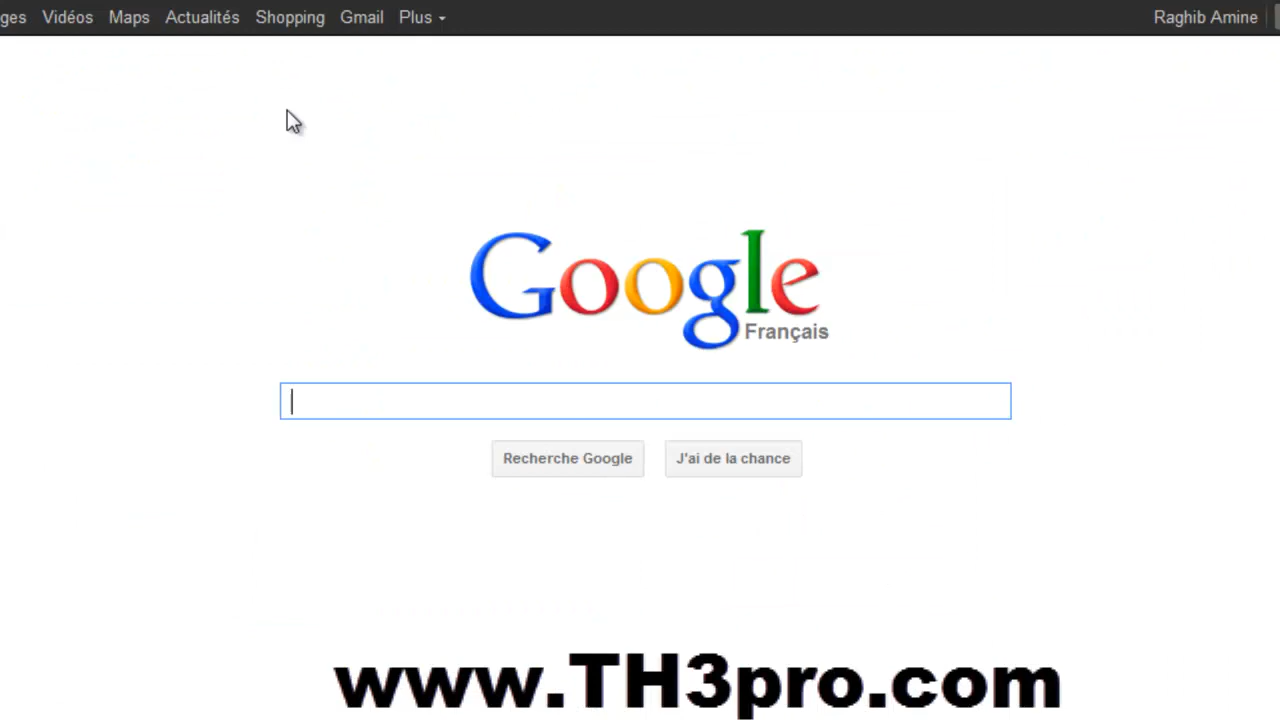 ges Vidéos Maps Actualités Shopping Gmail Plus Raghib Amine
Google
Français
Recherche Google J'ai de la chance
www.TH3pro.com